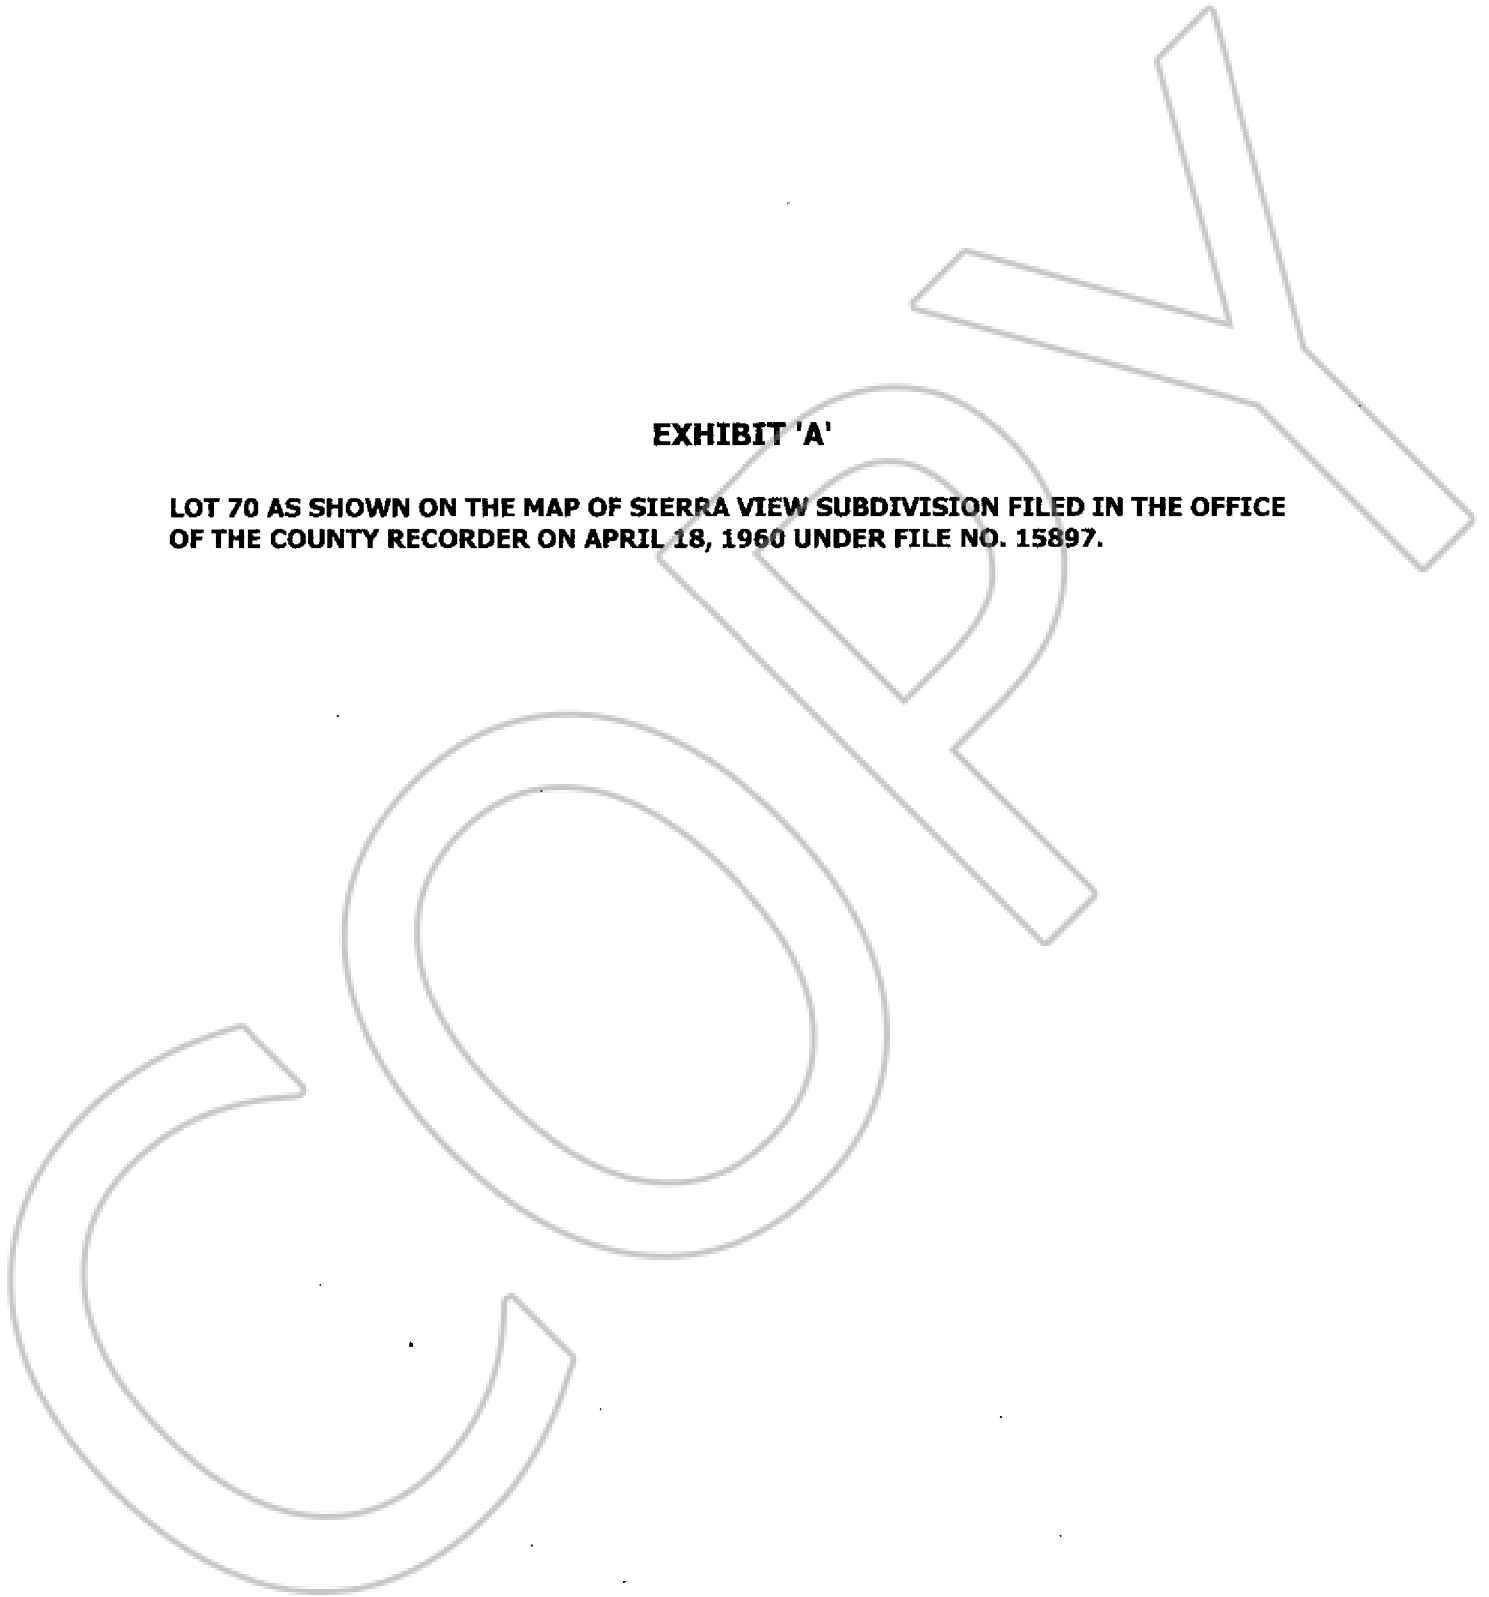 EXHIBIT 'A'
LOT 70 AS SHOWN ON THE MAP OF SIERRA VIEW SUBDIVISION FILED IN THE OFFICE
OF THE COUNTY RECORDER ON APRIL 18, 1960 UNDER FILE NO. 15897.
COPY